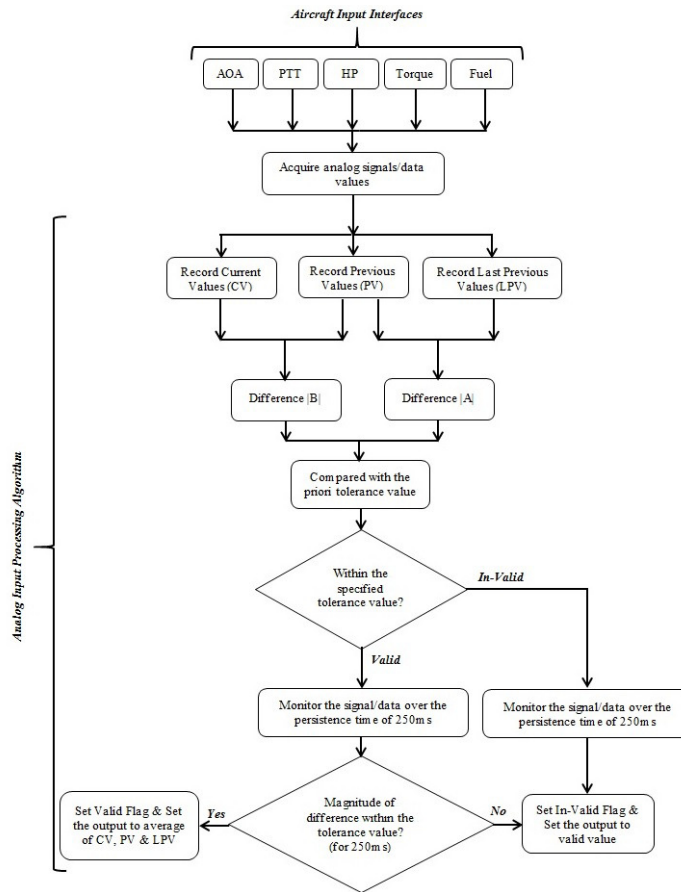 Aircraft Input Interfaces
AOA
PTT
HP
Torque
Fuel
Acquire analog signals/data
values
Record Current
Values (CV)
Record Previous
Values (PV)
Record Last Previous
Values (LPV)
Difference |B|
Difference |A|
Compared with the
priori tolerance value
Within the
specified
tolerance value?
In-Valid
Valid
Monitor the signal/data over the
persistence time of 250ms
Monitor the signal/data over the
persistence time of 250ms
Set Valid Flag & Set
the output to average
of CV, PV & LPV
Yes
Magnitude of
difference within the
tolerance value?
(for 250ms)
No
Set In-Valid Flag &
Set the output to
valid value
Analog Input Processing Algorithm